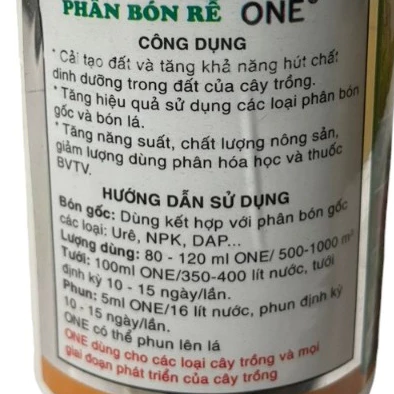 PHÂN BÓN RỄ ONE
CÔNG DỤNG
* Cải tạo đất và tăng khả năng hút chất
dinh dưỡng trong đất của cây trồng.
* Tăng hiệu quả sử dụng các loại phân bón
gốc và bón lá.
* Tăng năng suất, chất lượng nông sản,
giảm lượng dùng phân hóa học và thuốc
BVTV.
HƯỚNG DẪN SỬ DỤNG
Bón gốc: Dùng kết hợp với phân bón gốc
các loại: Urê, NPK, DAP...
Lượng dùng: 80 - 120 ml ONE/ 500-1000 m²
Tưới: 100ml ONE/350-400 lít nước, tưới
định kỳ 10 - 15 ngày/lần.
Phun: 5ml ONE/16 lít nước, phun định kỳ
10 - 15 ngày/lần.
ONE có thể phun lên lá
ONE dùng cho các loại cây trồng và mọi
giai đoạn phát triển của cây trồng